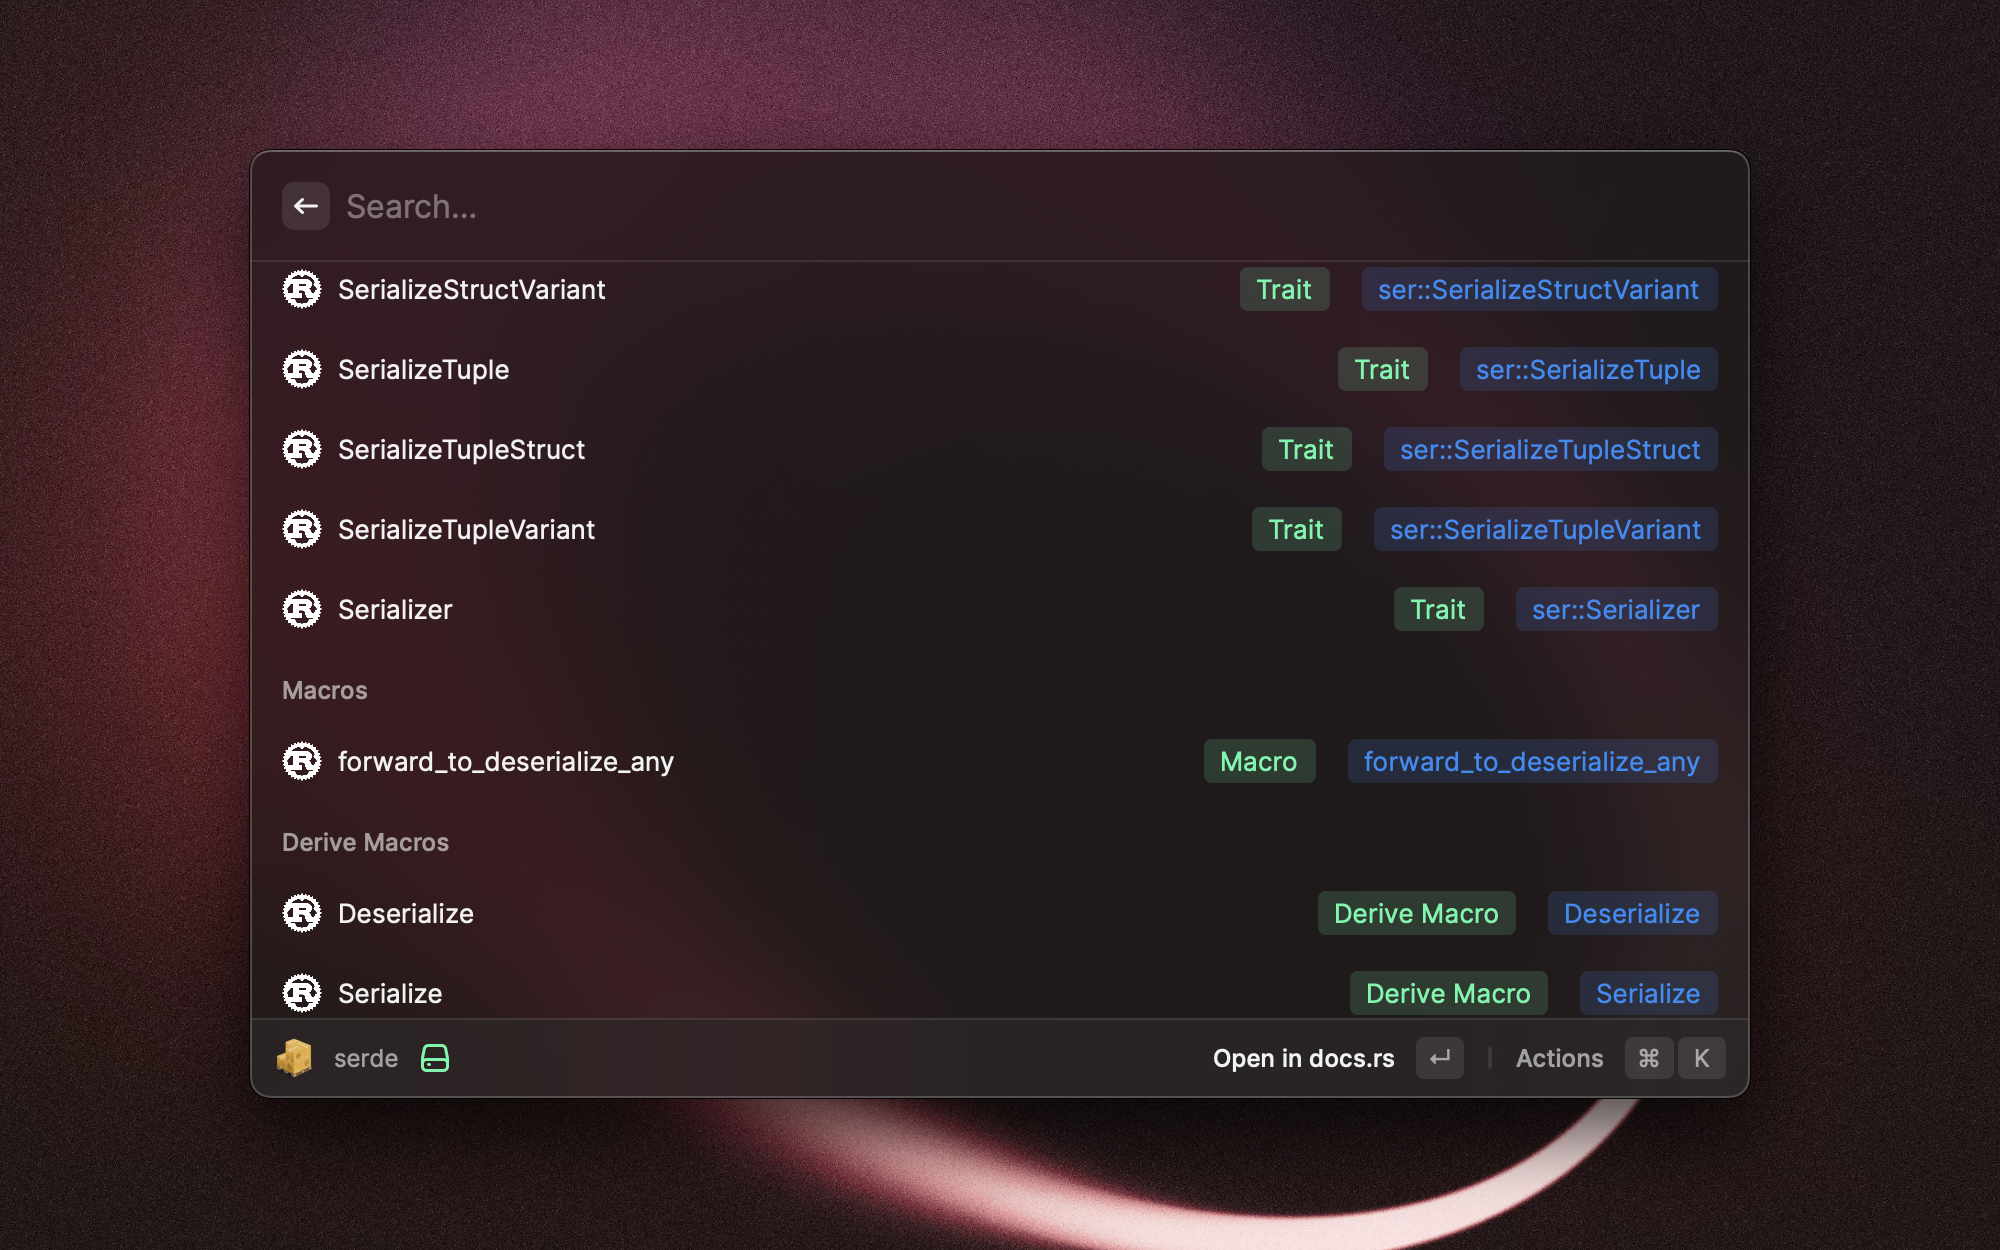 Search...
SerializeStructVariant Trait ser::SerializeStructVariant
SerializeTuple Trait ser::SerializeTuple
SerializeTupleStruct Trait ser::SerializeTupleStruct
SerializeTupleVariant Trait ser::SerializeTupleVariant
Serializer Trait ser::Serializer
Macros
forward_to_deserialize_any Macro forward_to_deserialize_any
Derive Macros
Deserialize Derive Macro Deserialize
Serialize Derive Macro Serialize
serde Open in docs.rs ↵ | Actions ⌘ K